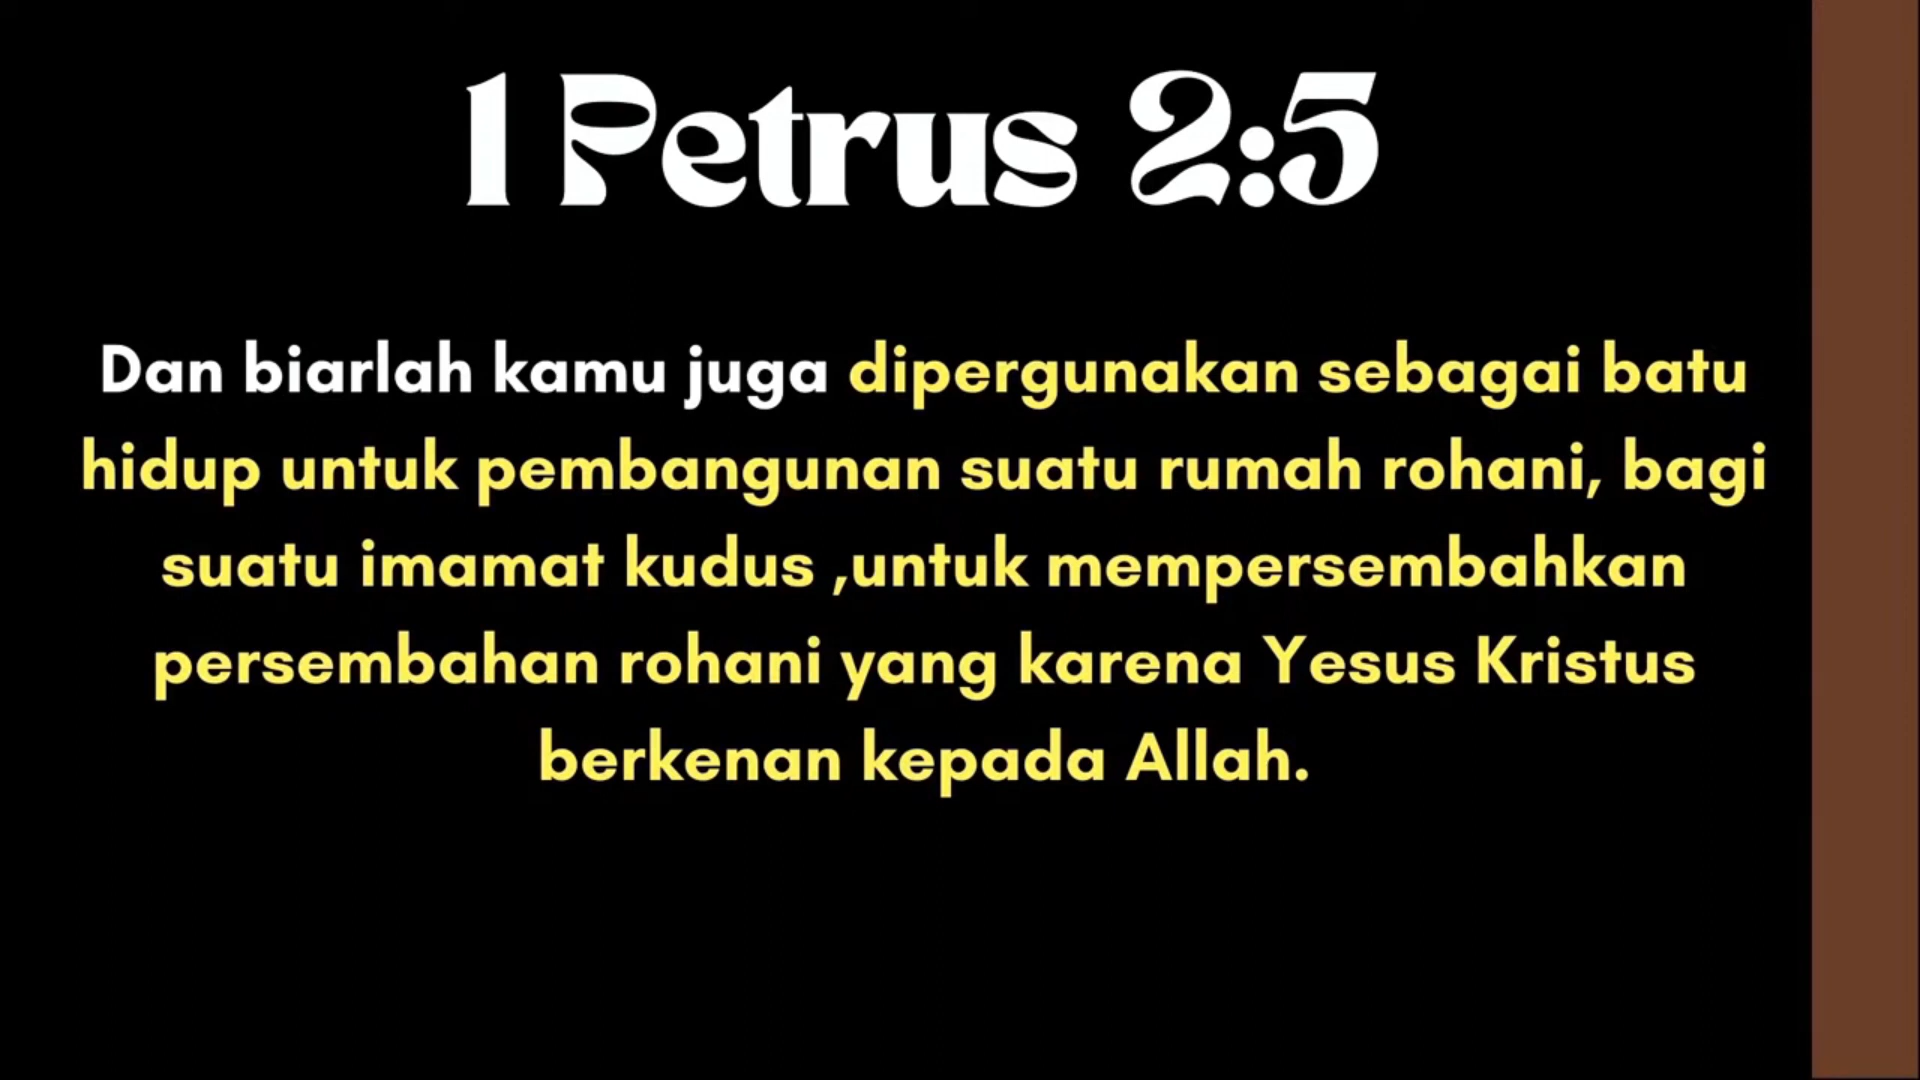 1 Petrus 2:5
Dan biarlah kamu juga dipergunakan sebagai batu
hidup untuk pembangunan suatu rumah rohani, bagi
suatu imamat kudus ,untuk mempersembahkan
persembahan rohani yang karena Yesus Kristus
berkenan kepada Allah.